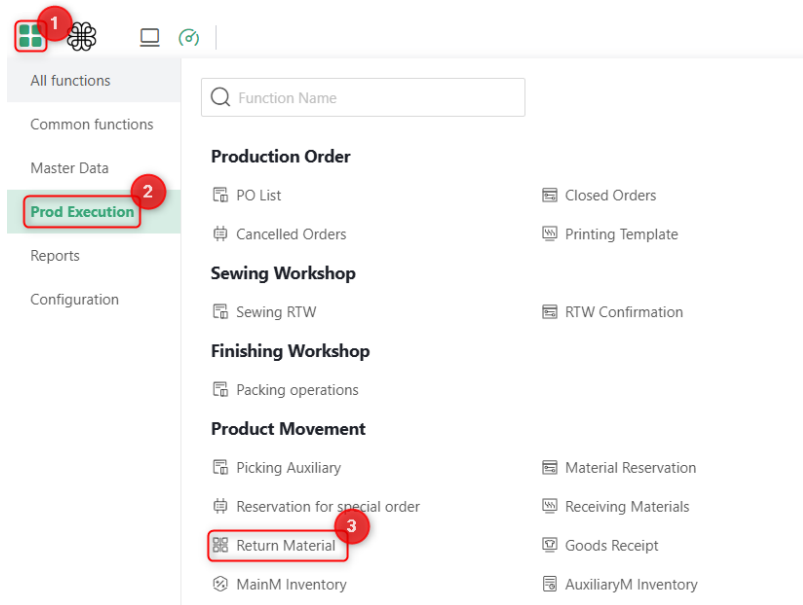 1
All functions
Function Name
Common functions
Production Order
Master Data
PO List
Closed Orders
2
Prod Execution
Cancelled Orders
Printing Template
Reports
Sewing Workshop
Configuration
Sewing RTW
RTW Confirmation
Finishing Workshop
Packing operations
Product Movement
Picking Auxiliary
Material Reservation
Reservation for special order
Receiving Materials
3
Return Material
Goods Receipt
MainM Inventory
AuxiliaryM Inventory